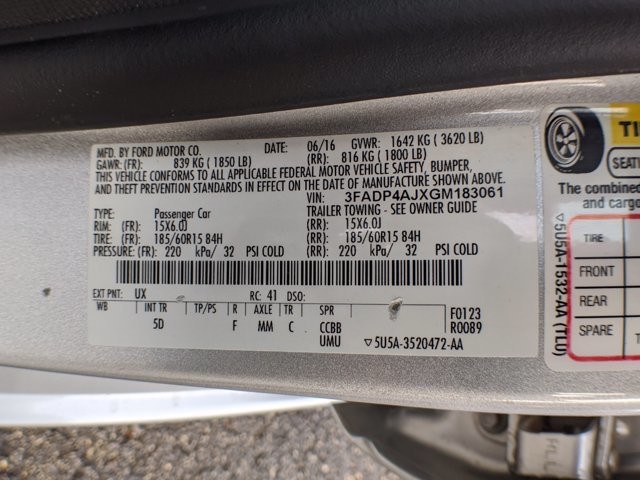 MFD. BY FORD MOTOR CO. DATE: 06/16 GVWR: 1642 KG ( 3620 LB)
GAWR: (FR): 839 KG ( 1850 LB) (RR): 816 KG ( 1800 LB)
THIS VEHICLE CONFORMS TO ALL APPLICABLE FEDERAL MOTOR VEHICLE SAFETY, BUMPER,
AND THEFT PREVENTION STANDARDS IN EFFECT ON THE DATE OF MANUFACTURE SHOWN ABOVE.
VIN: 3FADP4AJXGM183061
TYPE: Passenger Car TRAILER TOWING - SEE OWNER GUIDE
RIM: (FR): 15X6.0J (RR): 15X6.0J
TIRE: (FR): 185/60R15 84H (RR): 185/60R15 84H
PRESSURE: (FR): 220 kPa/ 32 PSI COLD (RR): 220 kPa/ 32 PSI COLD
EXT PNT: UX RC: 41 DSO:
WB INT TR TP/PS R AXLE TR SPR F0123
5D F MM C CCBB R0089
UMU ▽5U5A-3520472-AA
▽5U5A-1532-AA (TL0)
TI
SEATI
The combined
and cargo
TIRE
FRONT
REAR
SPARE